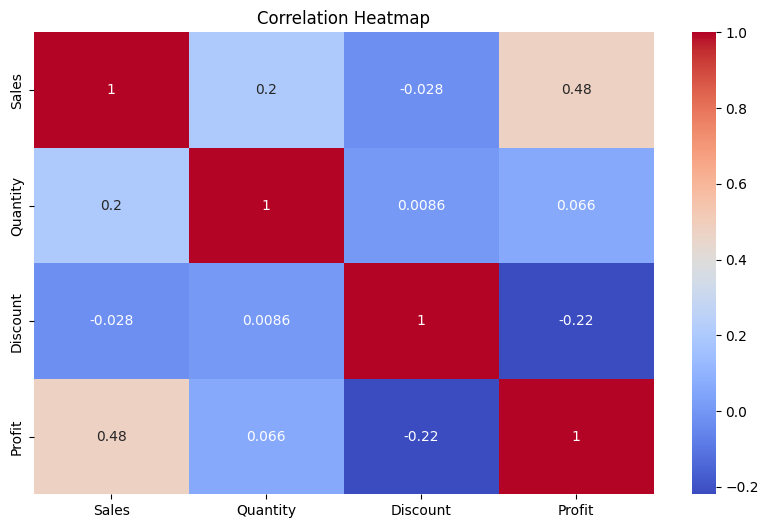 Correlation Heatmap
Sales
1
0.2
-0.028
0.48
Quantity
0.2
1
0.0086
0.066
Discount
-0.028
0.0086
1
-0.22
Profit
0.48
0.066
-0.22
1
Sales
Quantity
Discount
Profit
1.0
0.8
0.6
0.4
0.2
0.0
−0.2